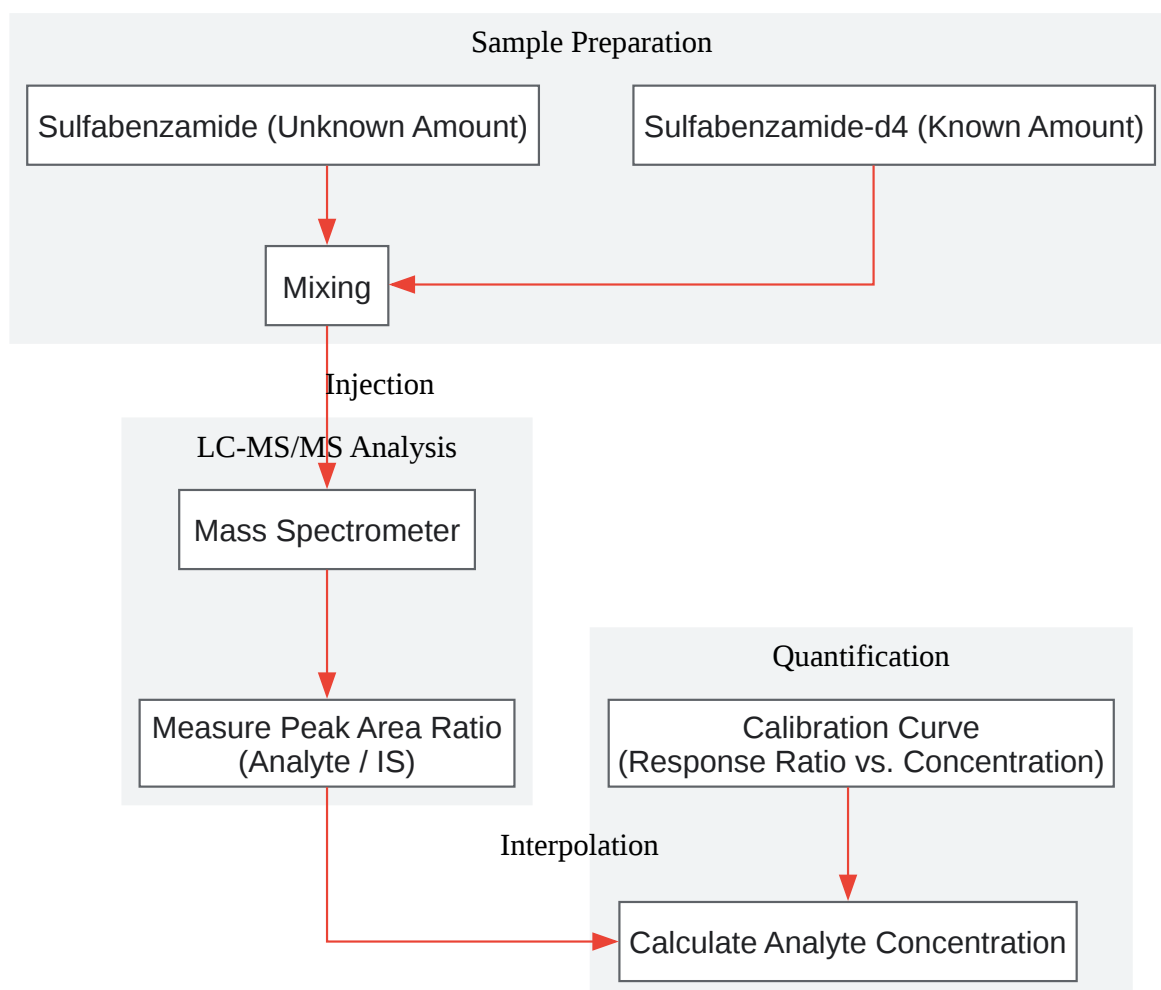 Sample Preparation
Sulfabenzamide (Unknown Amount)
Sulfabenzamide-d4 (Known Amount)
Mixing
Injection
LC-MS/MS Analysis
Mass Spectrometer
Measure Peak Area Ratio
(Analyte / IS)
Quantification
Calibration Curve
(Response Ratio vs. Concentration)
Interpolation
Calculate Analyte Concentration